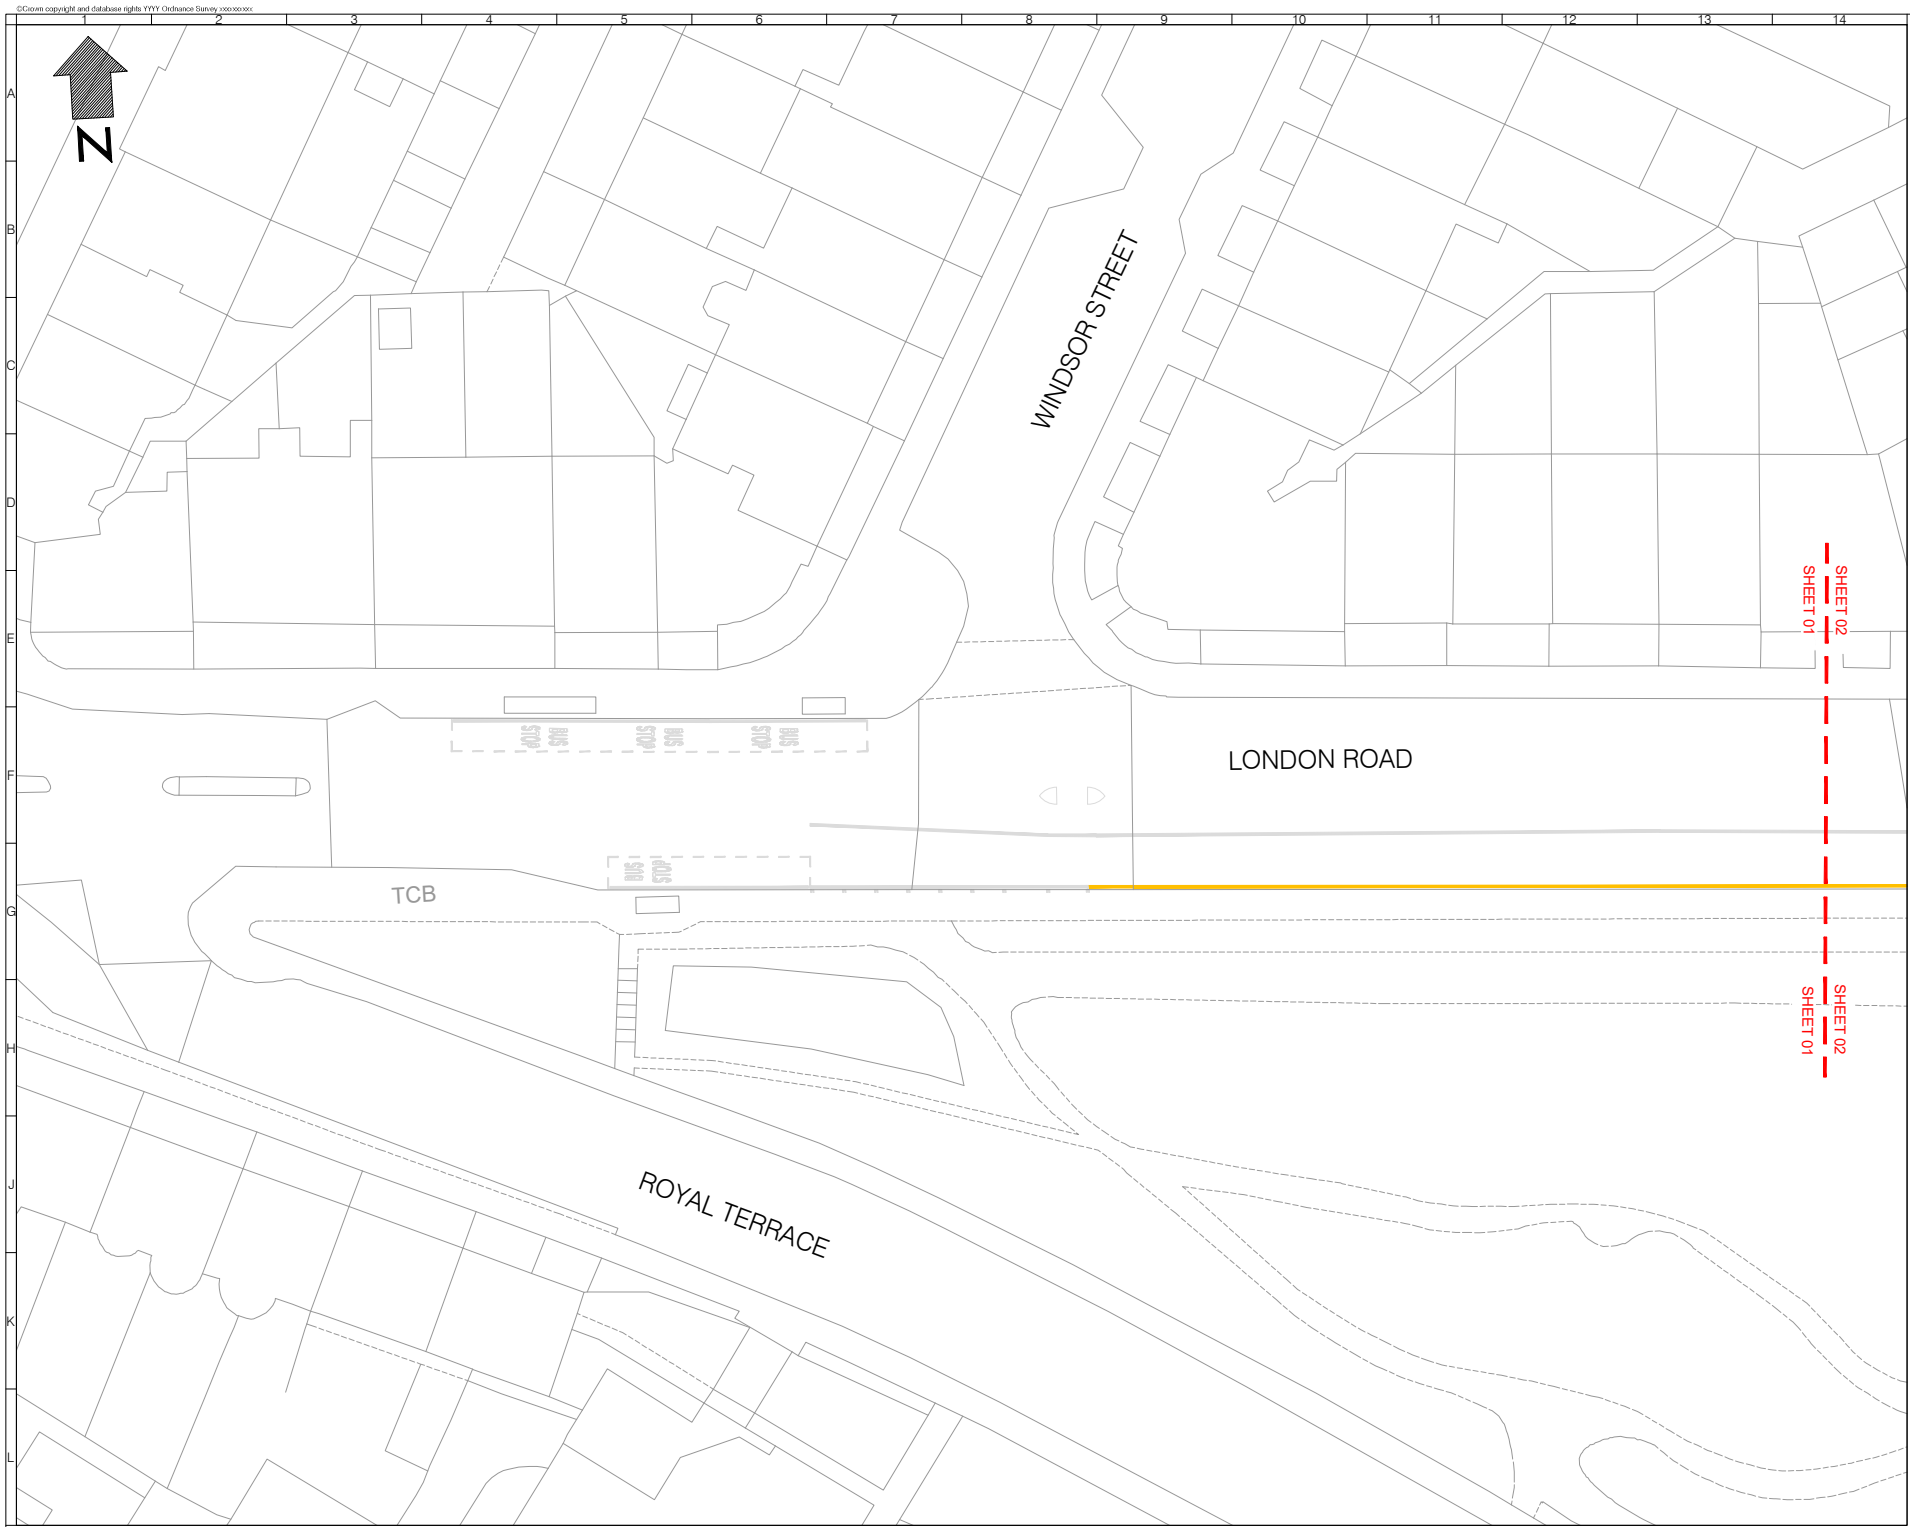 ©Crown copyright and database rights YYYY Ordnance Survey xxxxxxxxx
1 2 3 4 5 6 7 8 9 10 11 12 13 14
A
N
B
WINDSOR STREET
C
D
SHEET 01
SHEET 02
E
BUS STOP
BUS STOP
BUS STOP
LONDON ROAD
F
TCB
G
SHEET 01
SHEET 02
H
ROYAL TERRACE
J
K
L